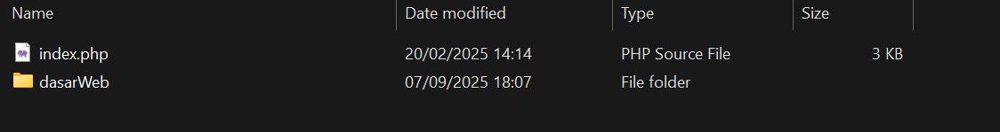 Name Date modified Type Size
index.php 20/02/2025 14:14 PHP Source File 3 KB
dasarWeb 07/09/2025 18:07 File folder